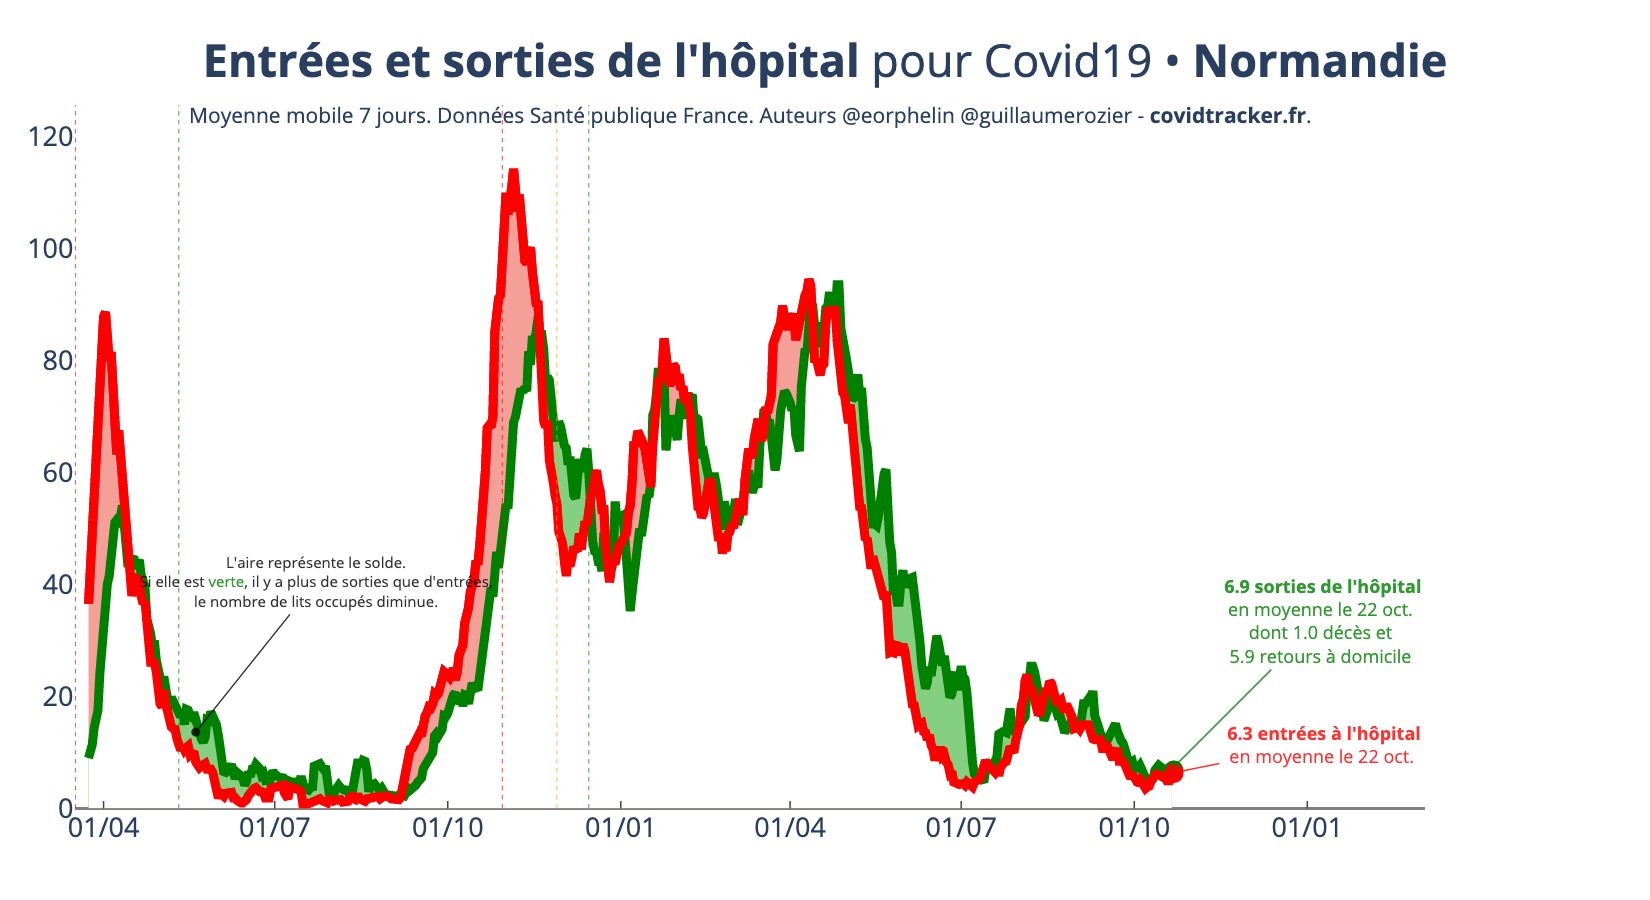 Entrées et sorties de l'hôpital pour Covid19 • Normandie
Moyenne mobile 7 jours. Données Santé publique France. Auteurs @eorphelin @guillaumerozier - covidtracker.fr.
120
100
80
60
40
20
0
L'aire représente le solde.
Si elle est verte, il y a plus de sorties que d'entrées,
le nombre de lits occupés diminue.
6.9 sorties de l'hôpital
en moyenne le 22 oct.
dont 1.0 décès et
5.9 retours à domicile
6.3 entrées à l'hôpital
en moyenne le 22 oct.
01/04 01/07 01/10 01/01 01/04 01/07 01/10 01/01